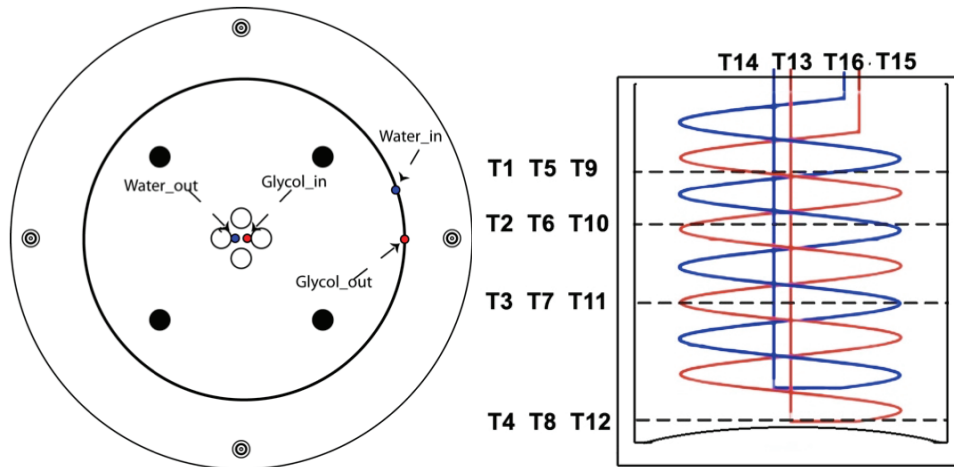 Water_in
Water_out
Glycol_in
Glycol_out
T14 T13 T16 T15
T1 T5 T9
T2 T6 T10
T3 T7 T11
T4 T8 T12